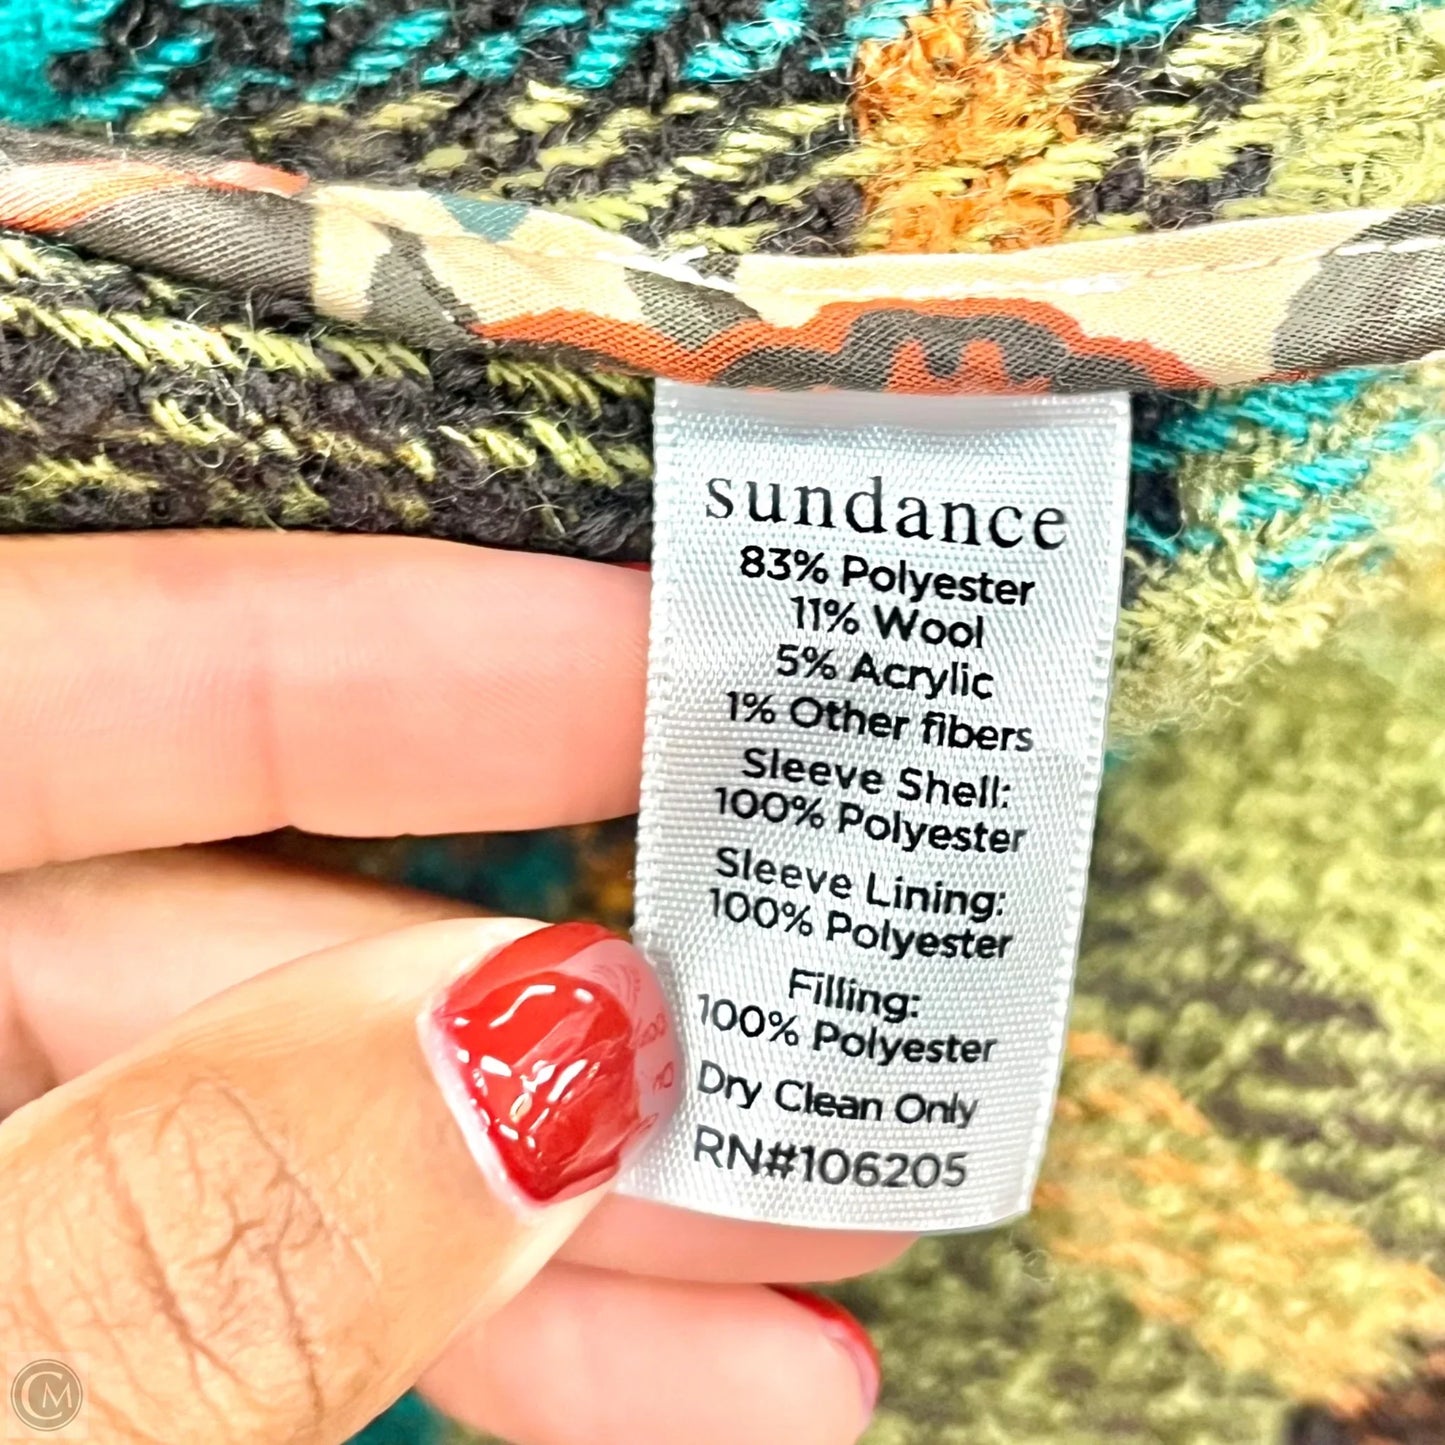 sundance
83% Polyester
11% Wool
5% Acrylic
1% Other fibers
Sleeve Shell:
100% Polyester
Sleeve Lining:
100% Polyester
Filling:
100% Polyester
Dry Clean Only
RN#106205
CM